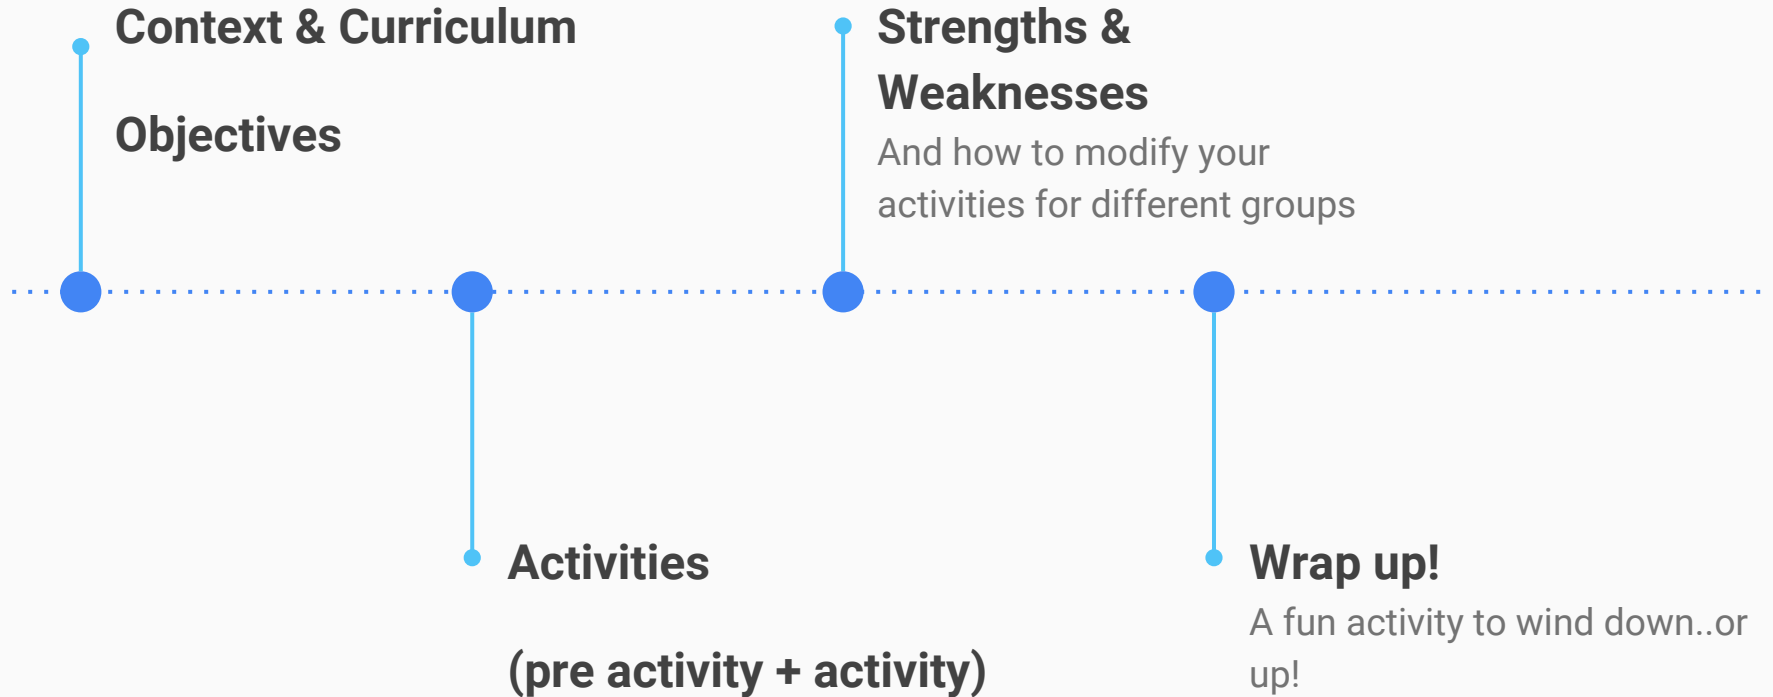 Context & Curriculum
Objectives
Activities
(pre activity + activity)
Strengths &
Weaknesses
And how to modify your
activities for different groups
Wrap up!
A fun activity to wind down..or
up!